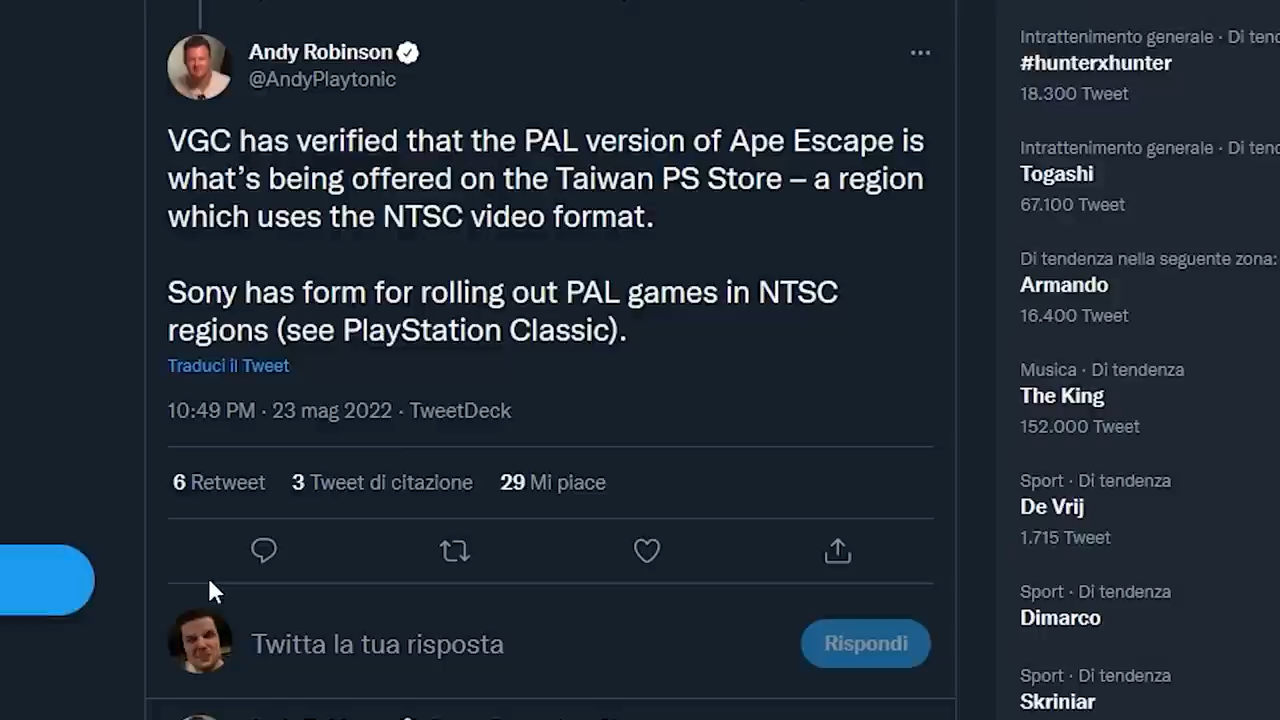 Andy Robinson
@AndyPlaytonic
VGC has verified that the PAL version of Ape Escape is
what's being offered on the Taiwan PS Store – a region
which uses the NTSC video format.
Sony has form for rolling out PAL games in NTSC
regions (see PlayStation Classic).
Traduci il Tweet
10:49 PM · 23 mag 2022 · TweetDeck
6 Retweet 3 Tweet di citazione 29 Mi piace
Twitta la tua risposta
Rispondi
Intrattenimento generale · Di tend
#hunterxhunter
18.300 Tweet
Intrattenimento generale · Di tend
Togashi
67.100 Tweet
Di tendenza nella seguente zona:
Armando
16.400 Tweet
Musica · Di tendenza
The King
152.000 Tweet
Sport · Di tendenza
De Vrij
1.715 Tweet
Sport · Di tendenza
Dimarco
Sport · Di tendenza
Skriniar